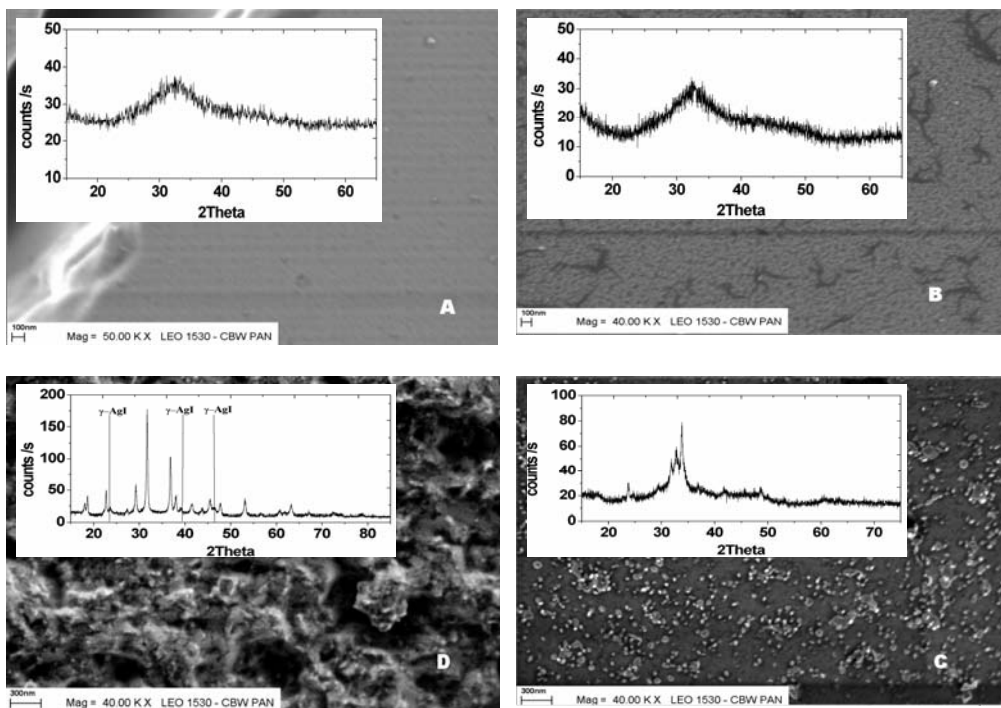 50
40
30
20
10
counts /s
20 30 40 50 60
2Theta
A
100nm
Mag = 50.00 K X LEO 1530 - CBW PAN
50
40
30
20
10
0
counts /s
20 30 40 50 60
2Theta
B
100nm
Mag = 40.00 K X LEO 1530 - CBW PAN
200
150
100
50
0
counts /s
γ-AgI γ-AgI γ-AgI
20 30 40 50 60 70 80
2Theta
D
300nm
Mag = 40.00 K X LEO 1530 - CBW PAN
100
80
60
40
20
0
counts /s
20 30 40 50 60 70
2Theta
C
300nm
Mag = 40.00 K X LEO 1530 - CBW PAN